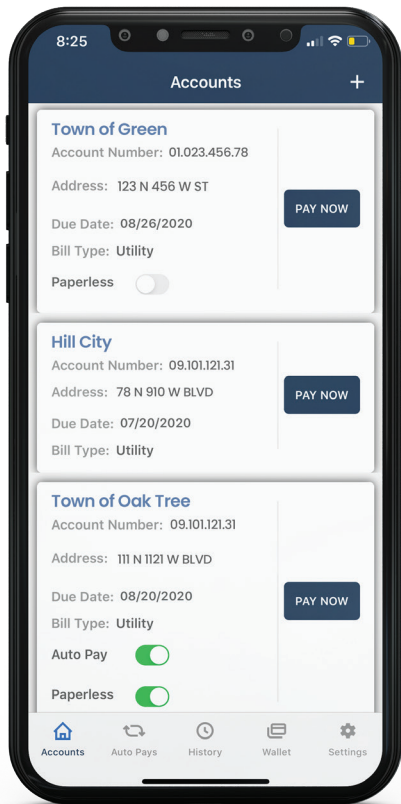 8:25
Accounts +
Town of Green
Account Number: 01.023.456.78
Address: 123 N 456 W ST
PAY NOW
Due Date: 08/26/2020
Bill Type: Utility
Paperless
Hill City
Account Number: 09.101.121.31
Address: 78 N 910 W BLVD
PAY NOW
Due Date: 07/20/2020
Bill Type: Utility
Town of Oak Tree
Account Number: 09.101.121.31
Address: 111 N 1121 W BLVD
Due Date: 08/20/2020
PAY NOW
Bill Type: Utility
Auto Pay
Paperless
Accounts Auto Pays History Wallet Settings